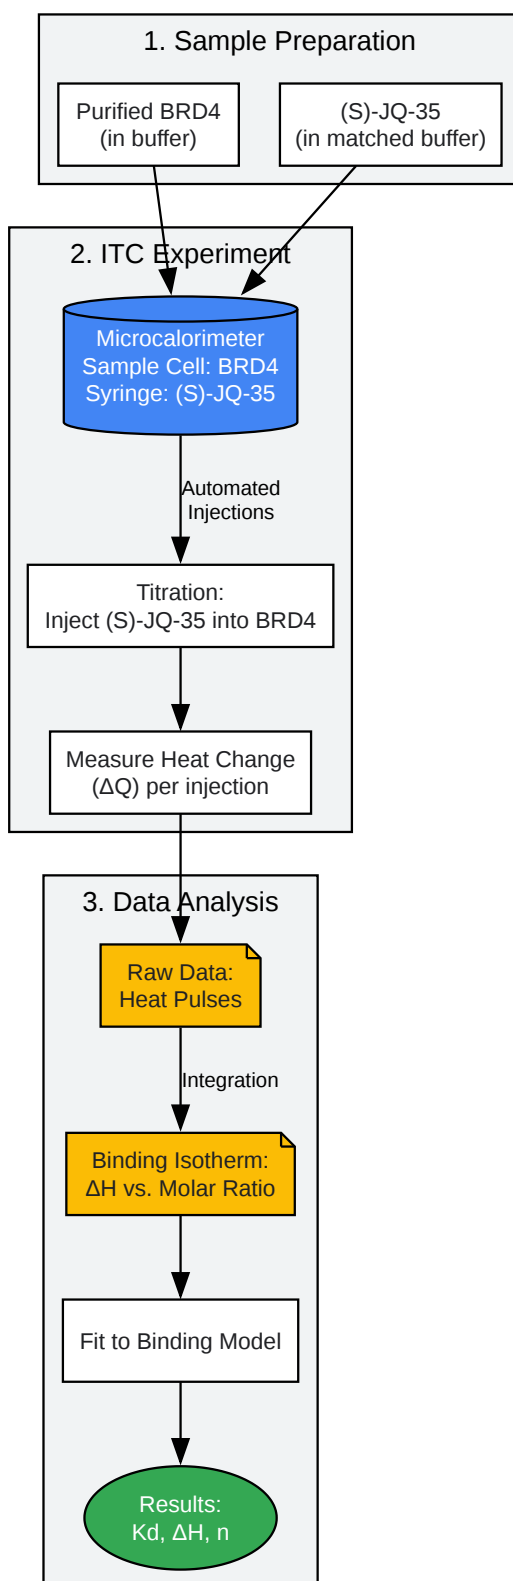 1. Sample Preparation
Purified BRD4
(in buffer)
(S)-JQ-35
(in matched buffer)
2. ITC Experiment
Microcalorimeter
Sample Cell: BRD4
Syringe: (S)-JQ-35
Automated
Injections
Titration:
Inject (S)-JQ-35 into BRD4
Measure Heat Change
(ΔQ) per injection
3. Data Analysis
Raw Data:
Heat Pulses
Integration
Binding Isotherm:
ΔH vs. Molar Ratio
Fit to Binding Model
Results:
Kd, ΔH, n